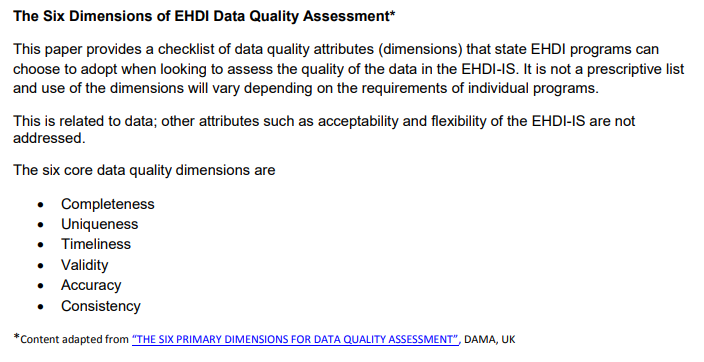 The Six Dimensions of EHDI Data Quality Assessment*
This paper provides a checklist of data quality attributes (dimensions) that state EHDI programs can
choose to adopt when looking to assess the quality of the data in the EHDI-IS. It is not a prescriptive list
and use of the dimensions will vary depending on the requirements of individual programs.
This is related to data; other attributes such as acceptability and flexibility of the EHDI-IS are not
addressed.
The six core data quality dimensions are
• Completeness
• Uniqueness
• Timeliness
• Validity
• Accuracy
• Consistency
*Content adapted from “THE SIX PRIMARY DIMENSIONS FOR DATA QUALITY ASSESSMENT”, DAMA, UK